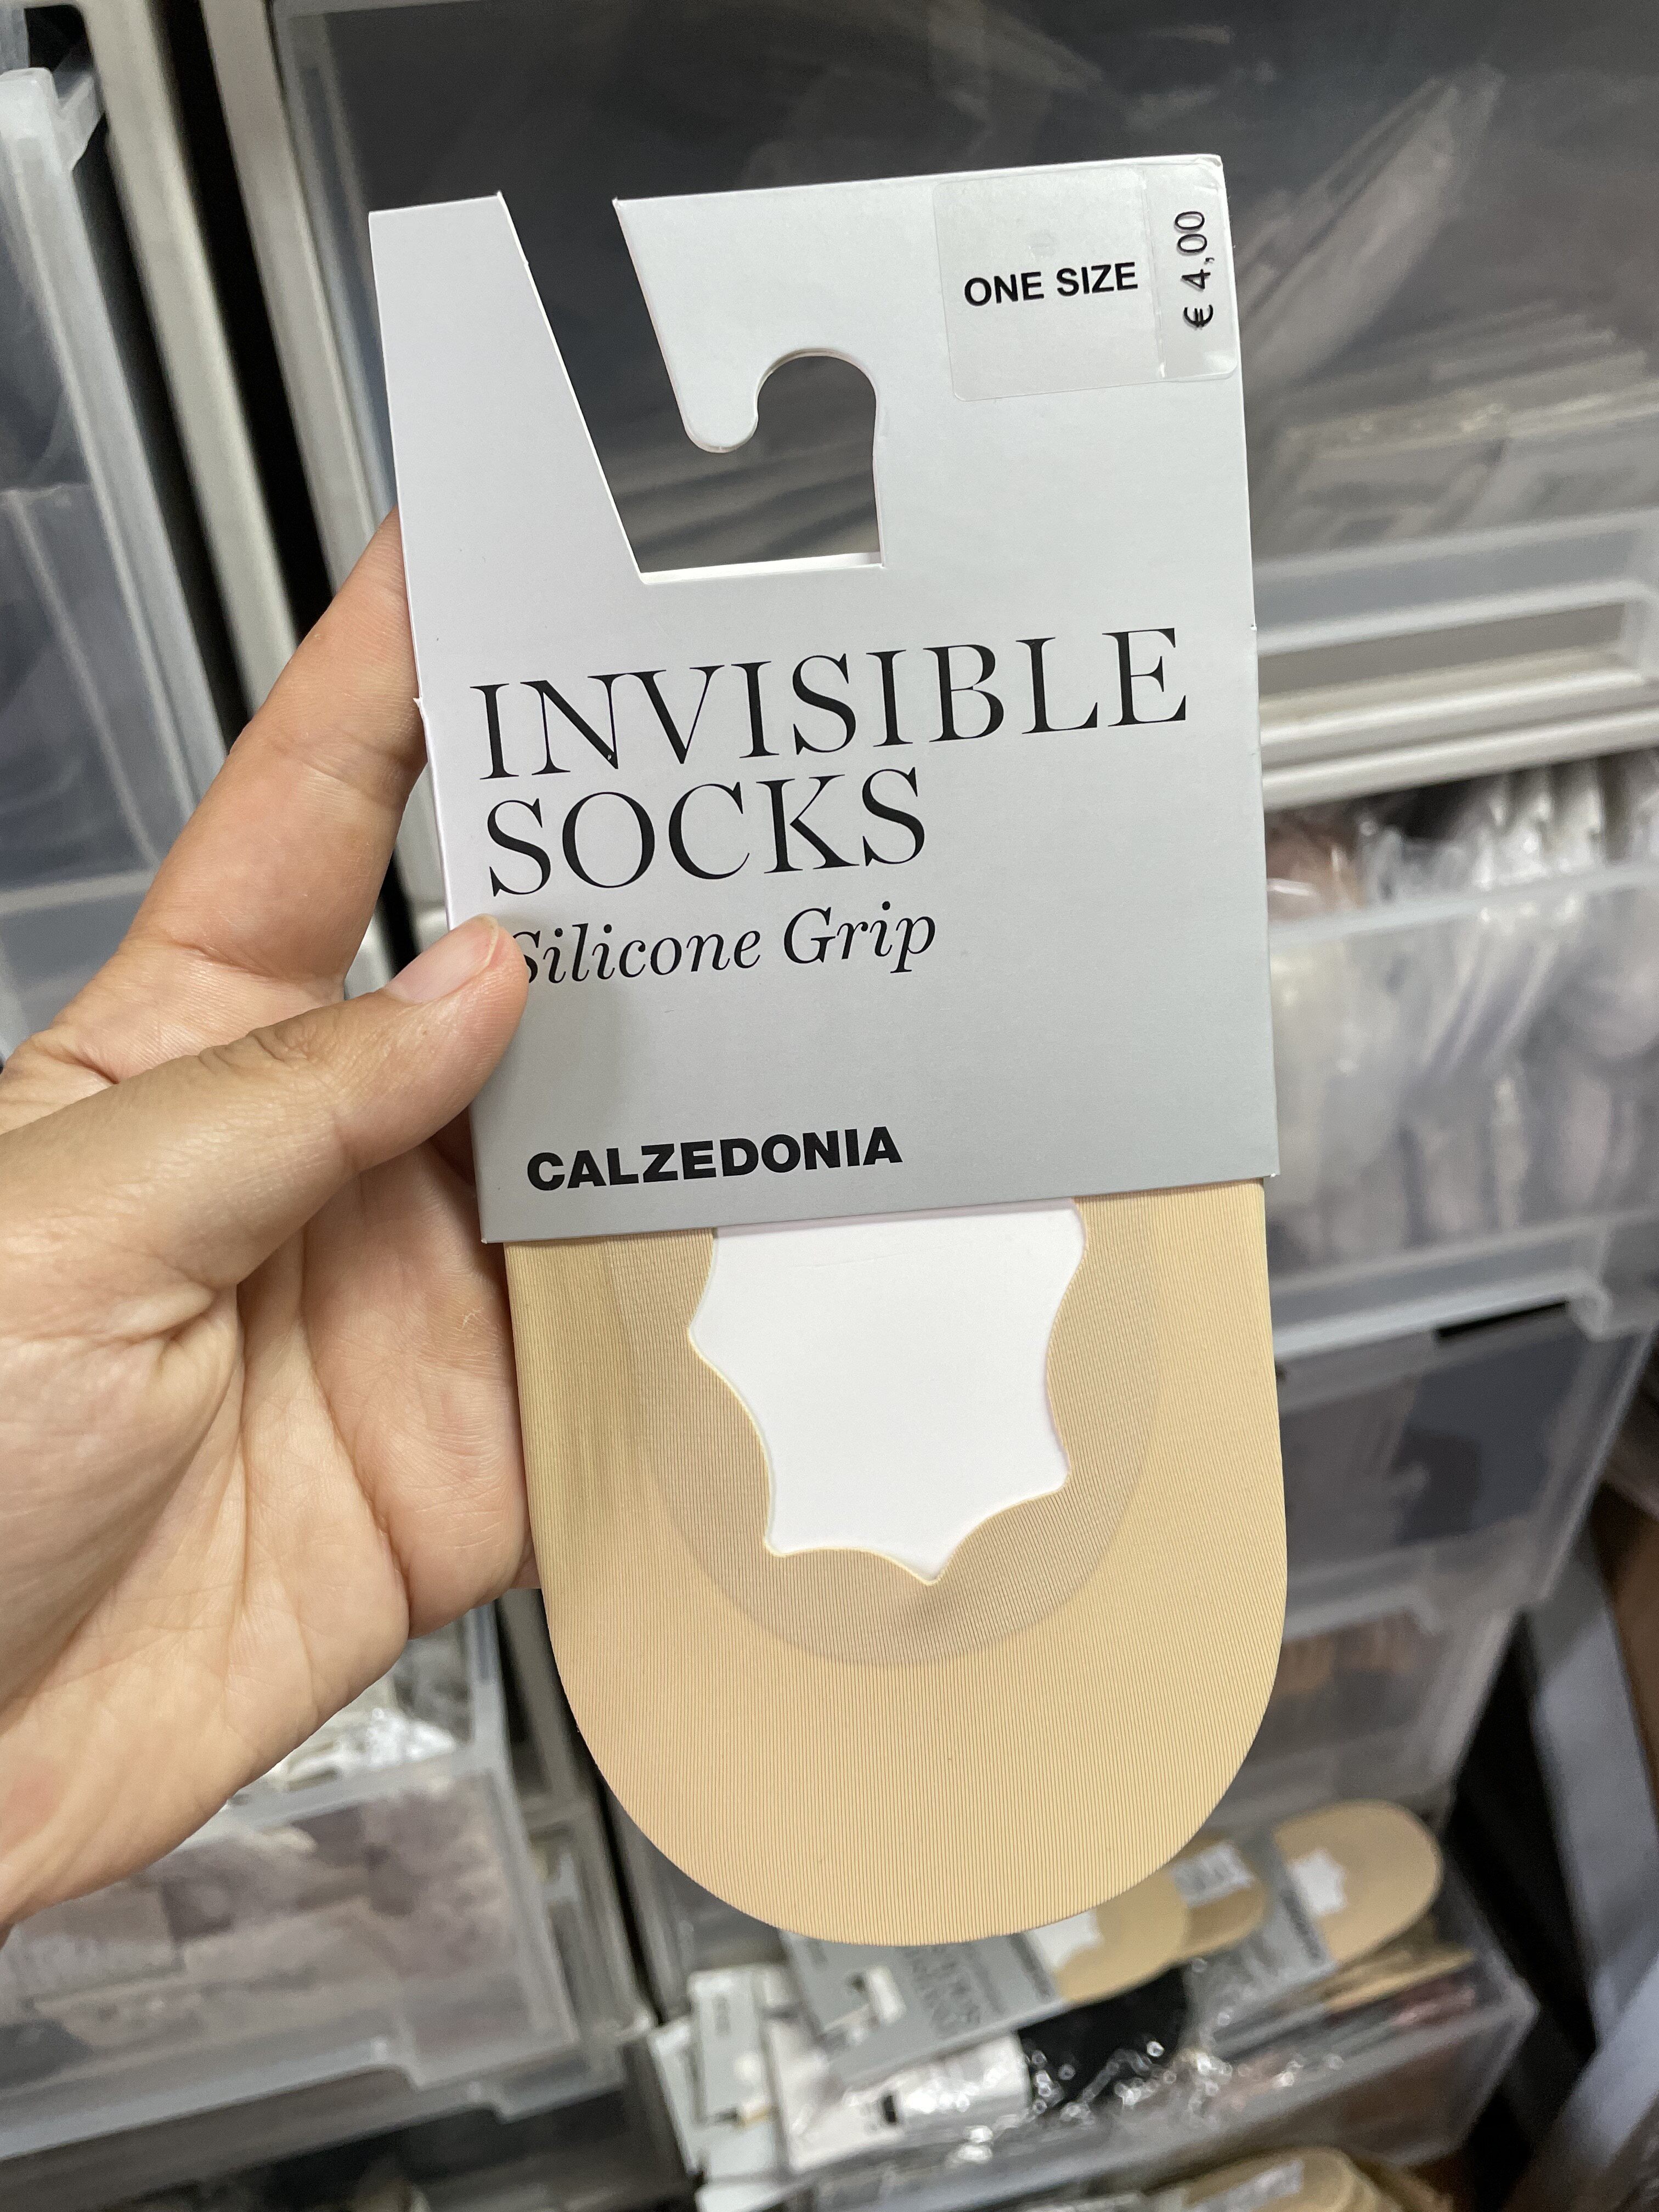 ONE SIZE
€ 4,00
INVISIBLE
SOCKS
Silicone Grip
CALZEDONIA